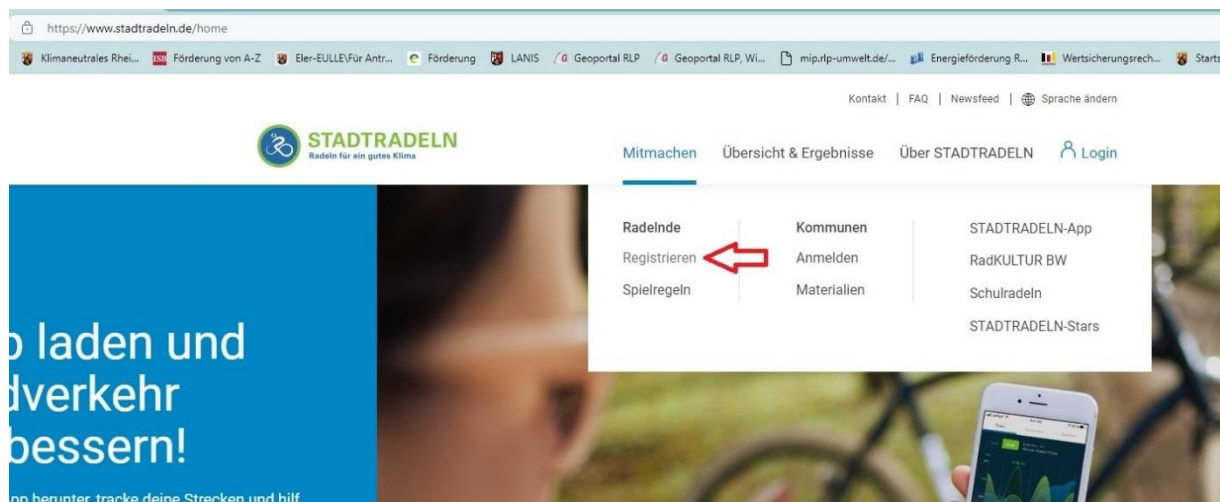 https://www.stadtradeln.de/home
Klimaneutrales Rhei... ISB Förderung von A-Z Eler-EULLE\Für Antr... Förderung LANIS Geoportal RLP Geoportal RLP, Wi... mip.rlp-umwelt.de/... Energieförderung R... Wertsicherungsrech... Starts
Kontakt | FAQ | Newsfeed | Sprache ändern
STADTRADELN
Radeln für ein gutes Klima
Mitmachen Übersicht & Ergebnisse Über STADTRADELN Login
Radelnde Kommunen STADTRADELN-App
Registrieren Anmelden RadKULTUR BW
Spielregeln Materialien Schulradeln
STADTRADELN-Stars
laden und
dverkehr
bessern!
pp herunter, tracke deine Strecken und hilf